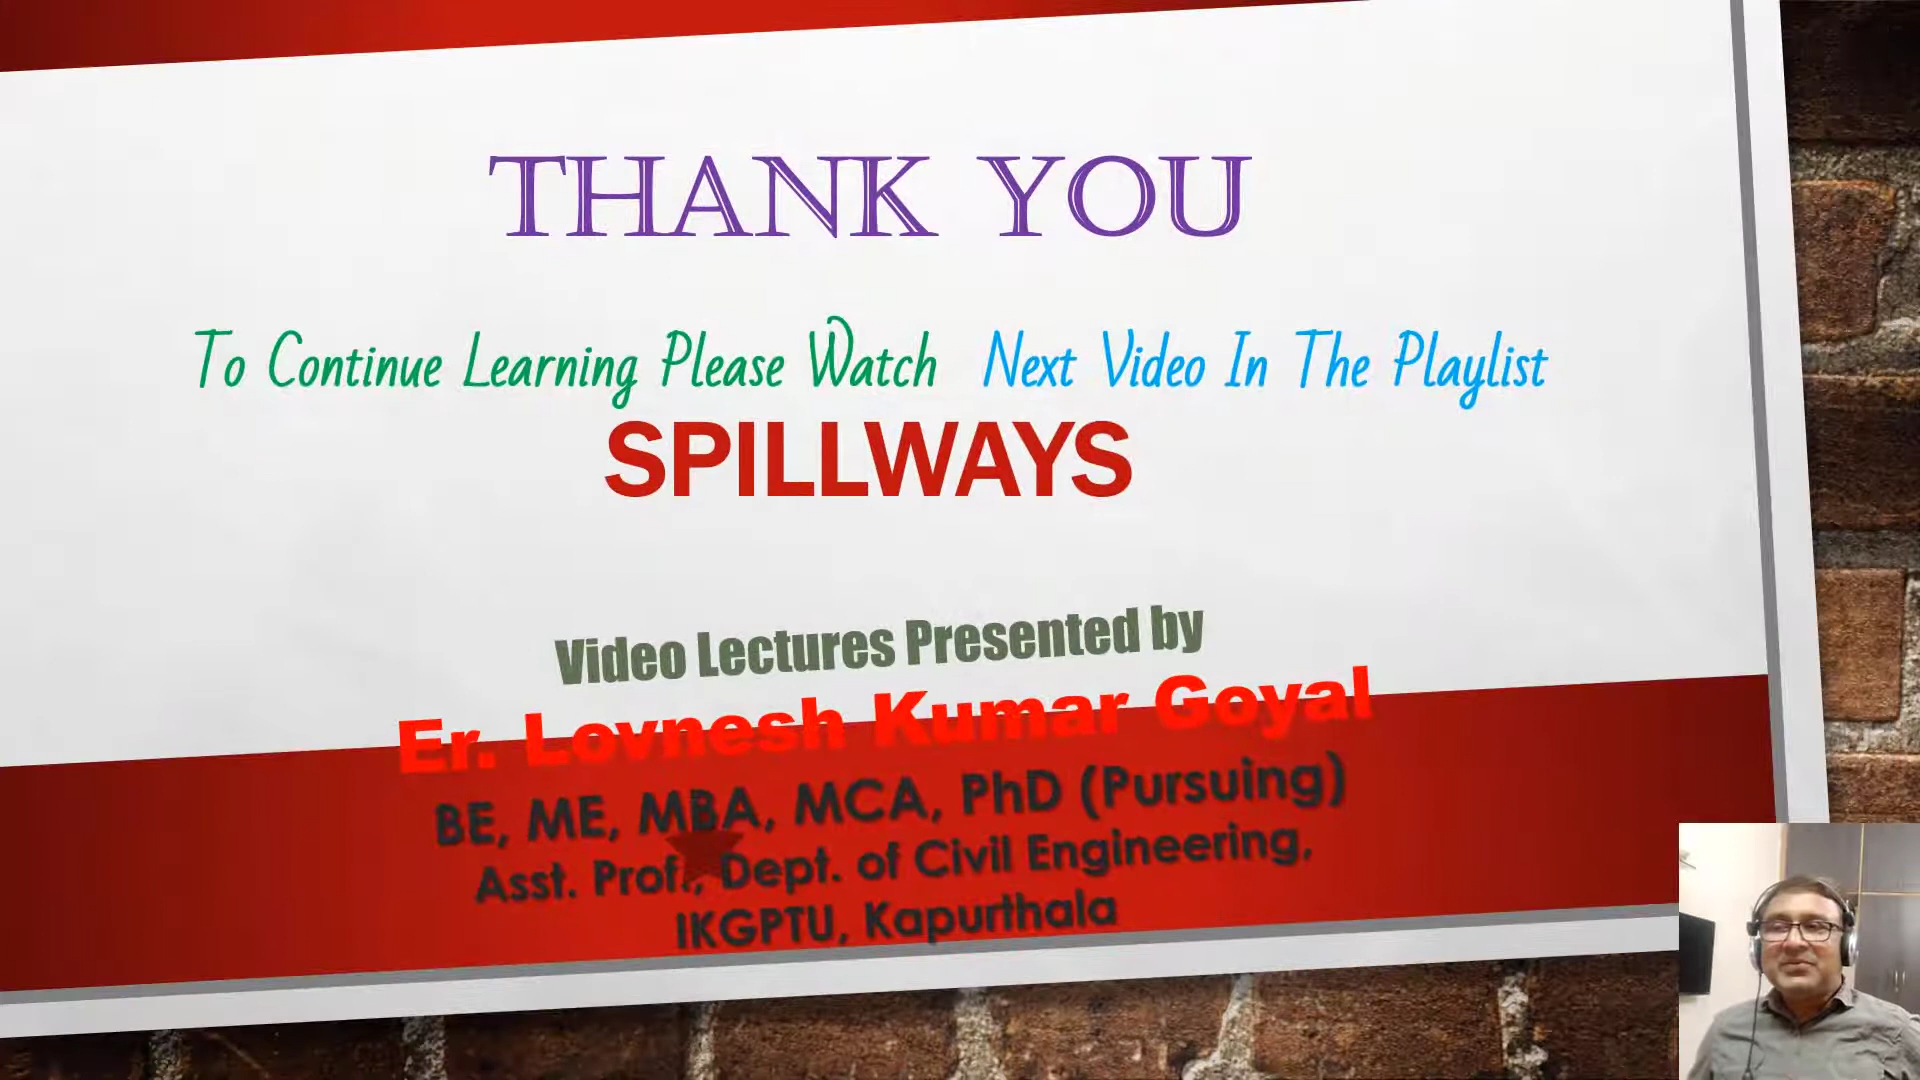 THANK YOU
To Continue Learning Please Watch Next Video In The Playlist
SPILLWAYS
Video Lectures Presented by
Er. Lovnesh Kumar Goyal
BE, ME, MBA, MCA, PhD (Pursuing)
Asst. Prof., Dept. of Civil Engineering,
IKGPTU, Kapurthala